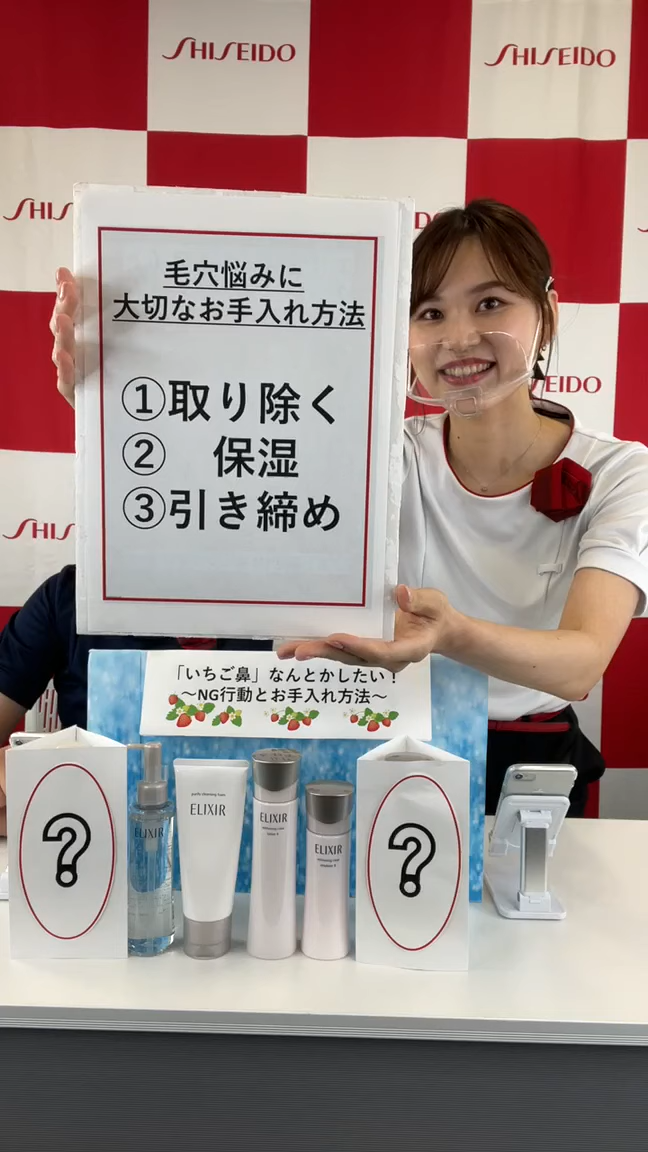 SHISEIDO
SHISEIDO
SHIS
毛穴悩みに
大切なお手入れ方法
①取り除く
② 保湿
③引き締め
EIDO
SHIS
「いちご鼻」なんとかしたい！
～NG行動とお手入れ方法～
?
ELIXIR
ELIXIR
ELIXIR
ELIXIR
?